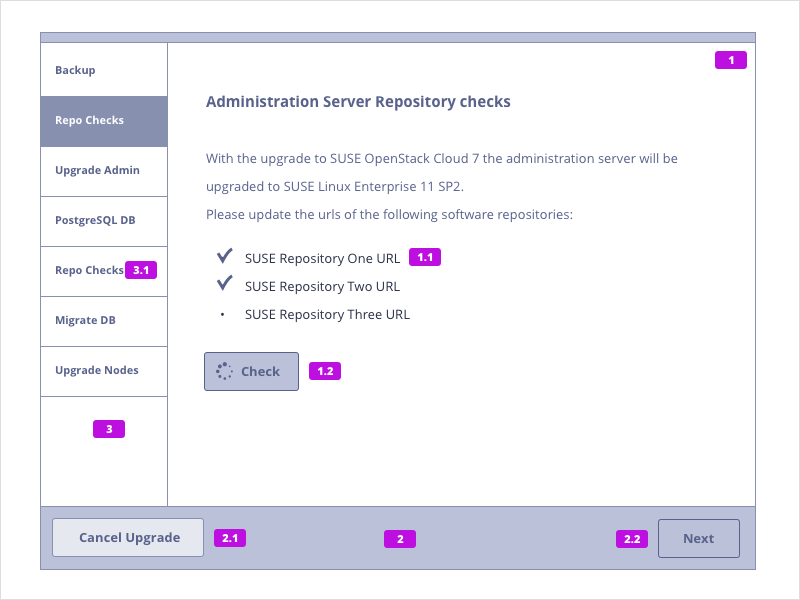 1
Backup
Repo Checks
Upgrade Admin
PostgreSQL DB
Repo Checks 3.1
Migrate DB
Upgrade Nodes
3
Administration Server Repository checks
With the upgrade to SUSE OpenStack Cloud 7 the administration server will be
upgraded to SUSE Linux Enterprise 11 SP2.
Please update the urls of the following software repositories:
SUSE Repository One URL 1.1
SUSE Repository Two URL
SUSE Repository Three URL
Check 1.2
Cancel Upgrade 2.1 2 2.2 Next